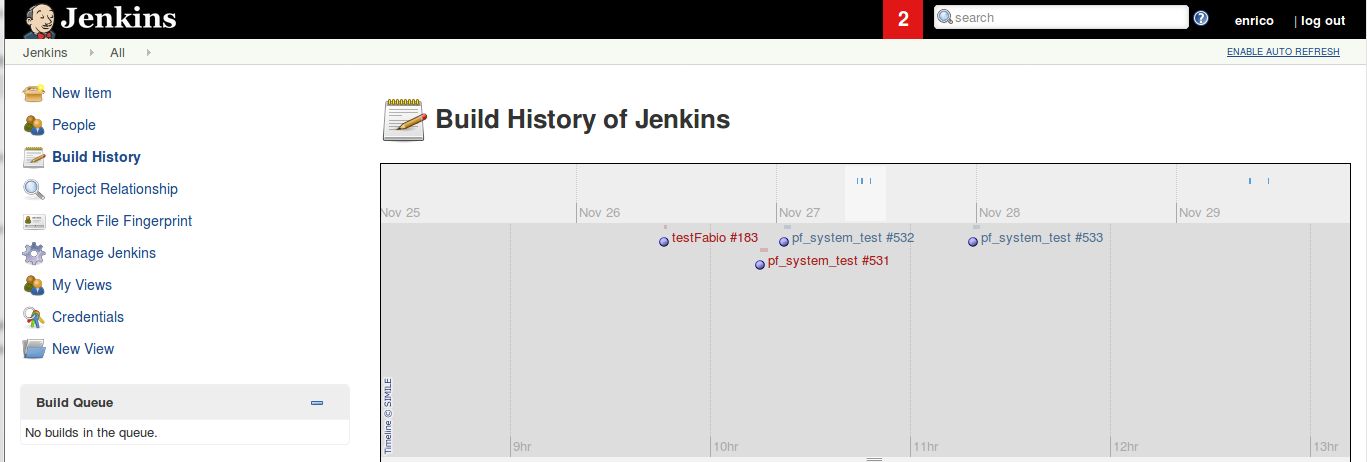 Jenkins
2
search
?
enrico
| log out
Jenkins All
ENABLE AUTO REFRESH
New Item
People
Build History
Project Relationship
Check File Fingerprint
Manage Jenkins
My Views
Credentials
New View
Build Queue
No builds in the queue.
Build History of Jenkins
Nov 25 Nov 26 Nov 27 Nov 28 Nov 29
testFabio #183 pf_system_test #532 pf_system_test #533
pf_system_test #531
Timeline © SIMILE
9hr 10hr 11hr 12hr 13hr